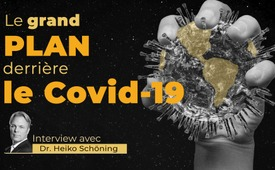 Le grand
PLAN
derrière
le Covid-19
Interview avec
Dr. Heiko Schöning